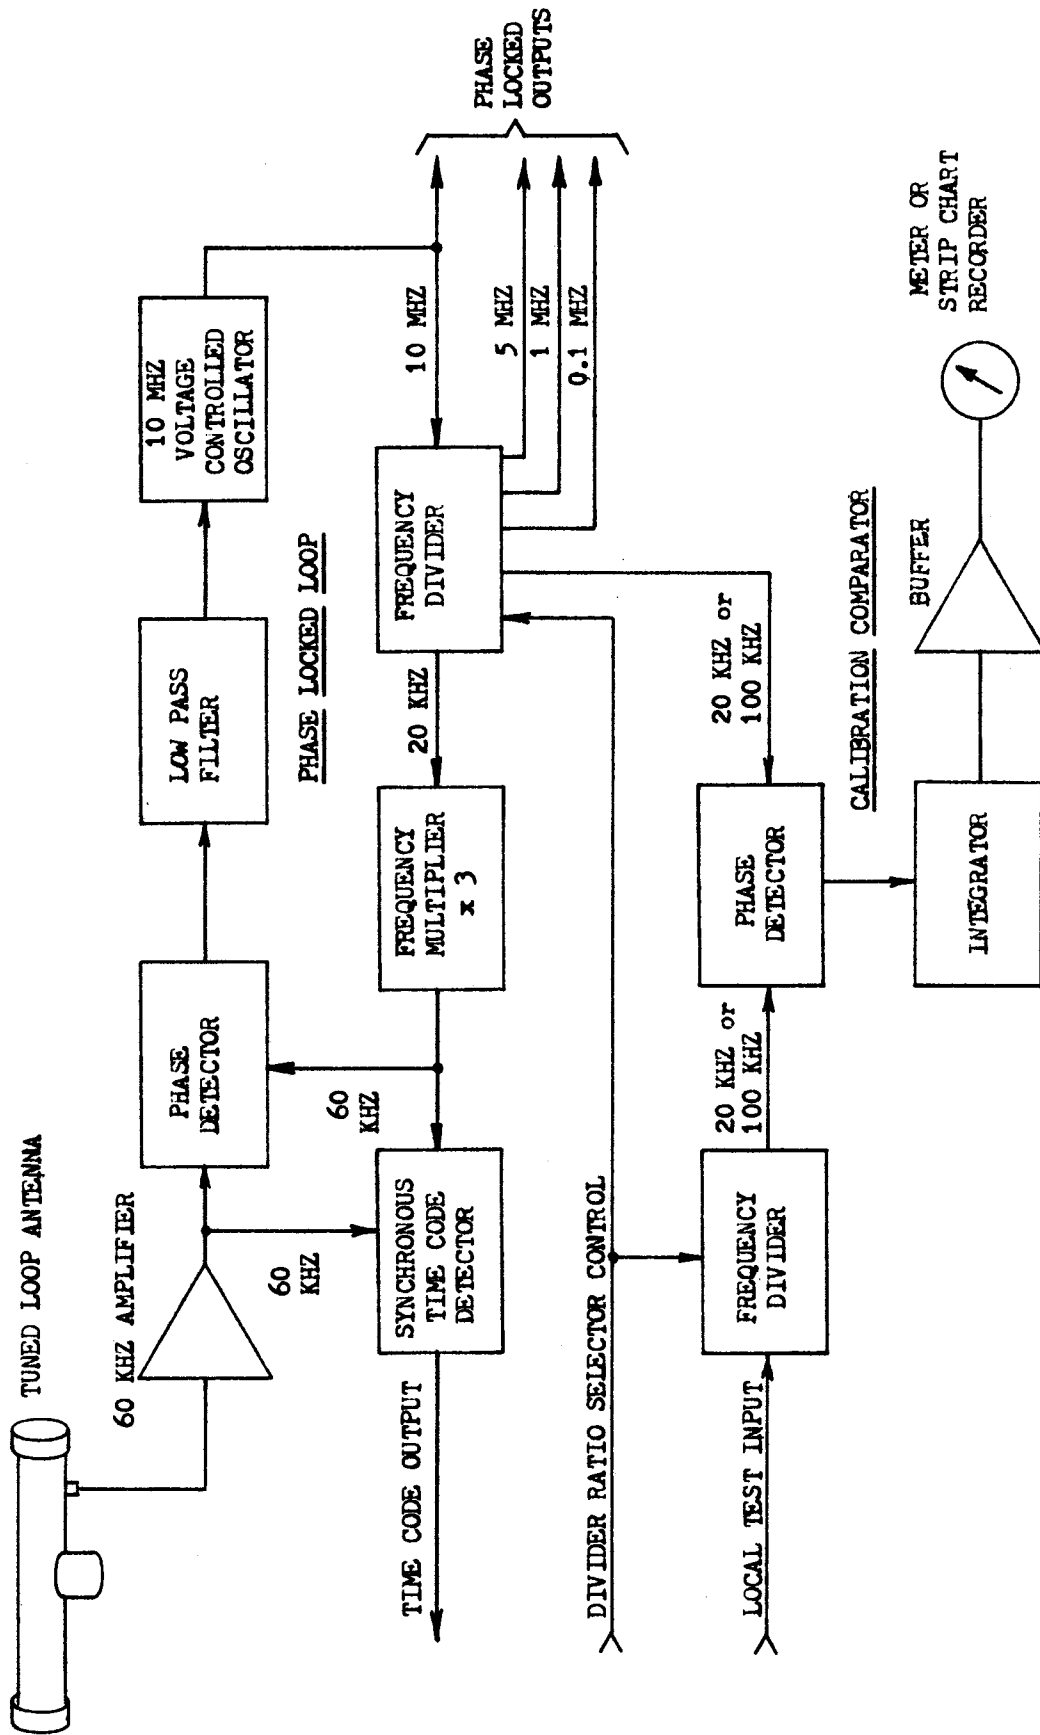 TUNED LOOP ANTENNA
60 KHZ AMPLIFIER
PHASE
DETECTOR
LOW PASS
FILTER
10 MHZ
VOLTAGE
CONTROLLED
OSCILLATOR
PHASE LOCKED LOOP
60
KHZ
60
KHZ
TIME CODE OUTPUT
SYNCHRONOUS
TIME CODE
DETECTOR
FREQUENCY
MULTIPLIER
x 3
20 KHZ
FREQUENCY
DIVIDER
10 MHZ
5 MHZ
1 MHZ
0.1 MHZ
PHASE
LOCKED
OUTPUTS
DIVIDER RATIO SELECTOR CONTROL
LOCAL TEST INPUT
FREQUENCY
DIVIDER
20 KHZ or
100 KHZ
PHASE
DETECTOR
20 KHZ or
100 KHZ
CALIBRATION COMPARATOR
INTEGRATOR
BUFFER
METER OR
STRIP CHART
RECORDER